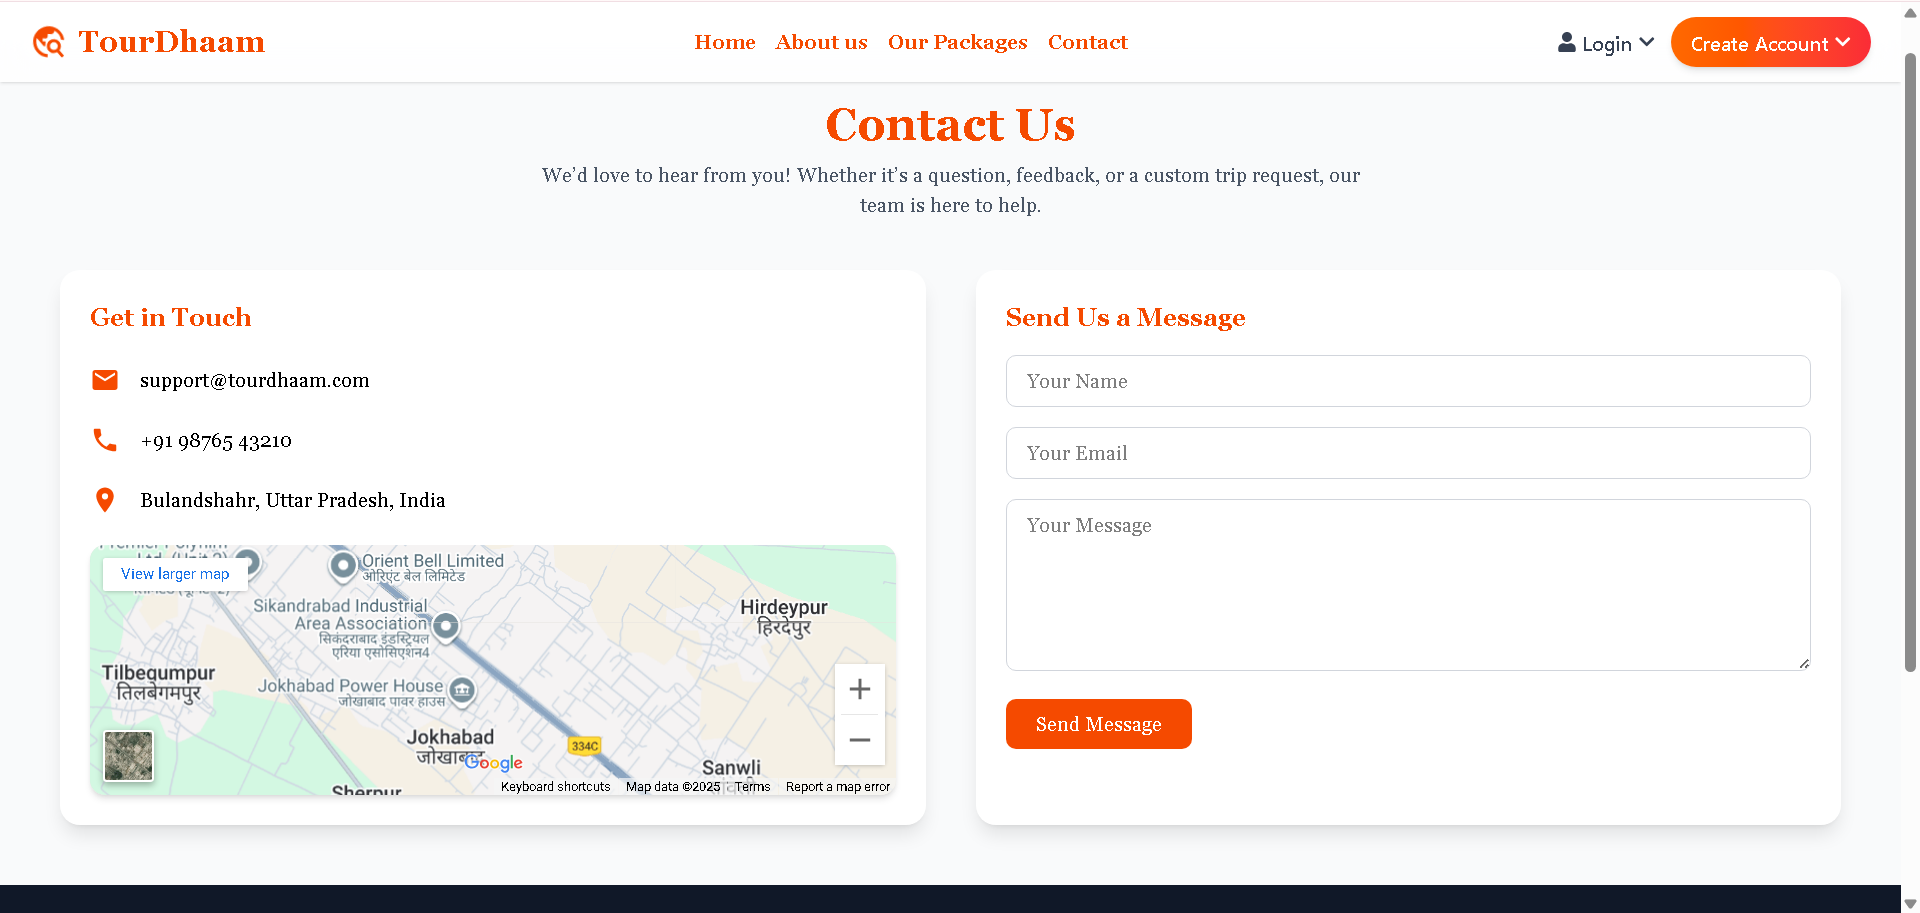 TourDhaam
Home
About us
Our Packages
Contact
Login
Create Account
Contact Us
We’d love to hear from you! Whether it’s a question, feedback, or a custom trip request, our
team is here to help.
Get in Touch
support@tourdhaam.com
+91 98765 43210
Bulandshahr, Uttar Pradesh, India
View larger map
Orient Bell Limited
ओरिएंट बेल लिमिटेड
Sikandrabad Industrial
Area Association
सिकंदराबाद इंडस्ट्रियल
एरिया एसोसिएशन4
Hirdeypur
हिरदेपुर
Tilbegumpur
तिलबेगमपुर
Jokhabad Power House
जोखाबाद पावर हाउस
Jokhabad
जोखाबाद
334C
Google
Sanwli
Sherpur
Keyboard shortcuts
Map data ©2025
Terms
Report a map error
Send Us a Message
Your Name
Your Email
Your Message
Send Message